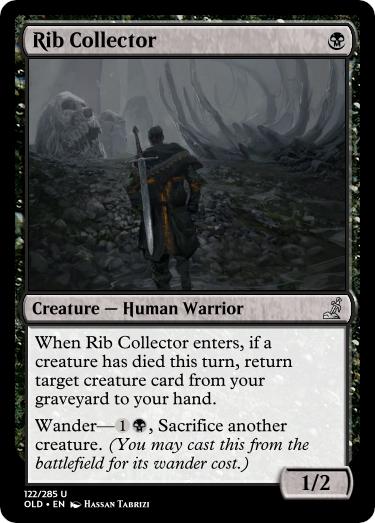 Rib Collector
Creature — Human Warrior
When Rib Collector enters, if a
creature has died this turn, return
target creature card from your
graveyard to your hand.
Wander—1, Sacrifice another
creature. (You may cast this from the
battlefield for its wander cost.)
1/2
122/285 U
OLD • EN Hassan Tabrizi